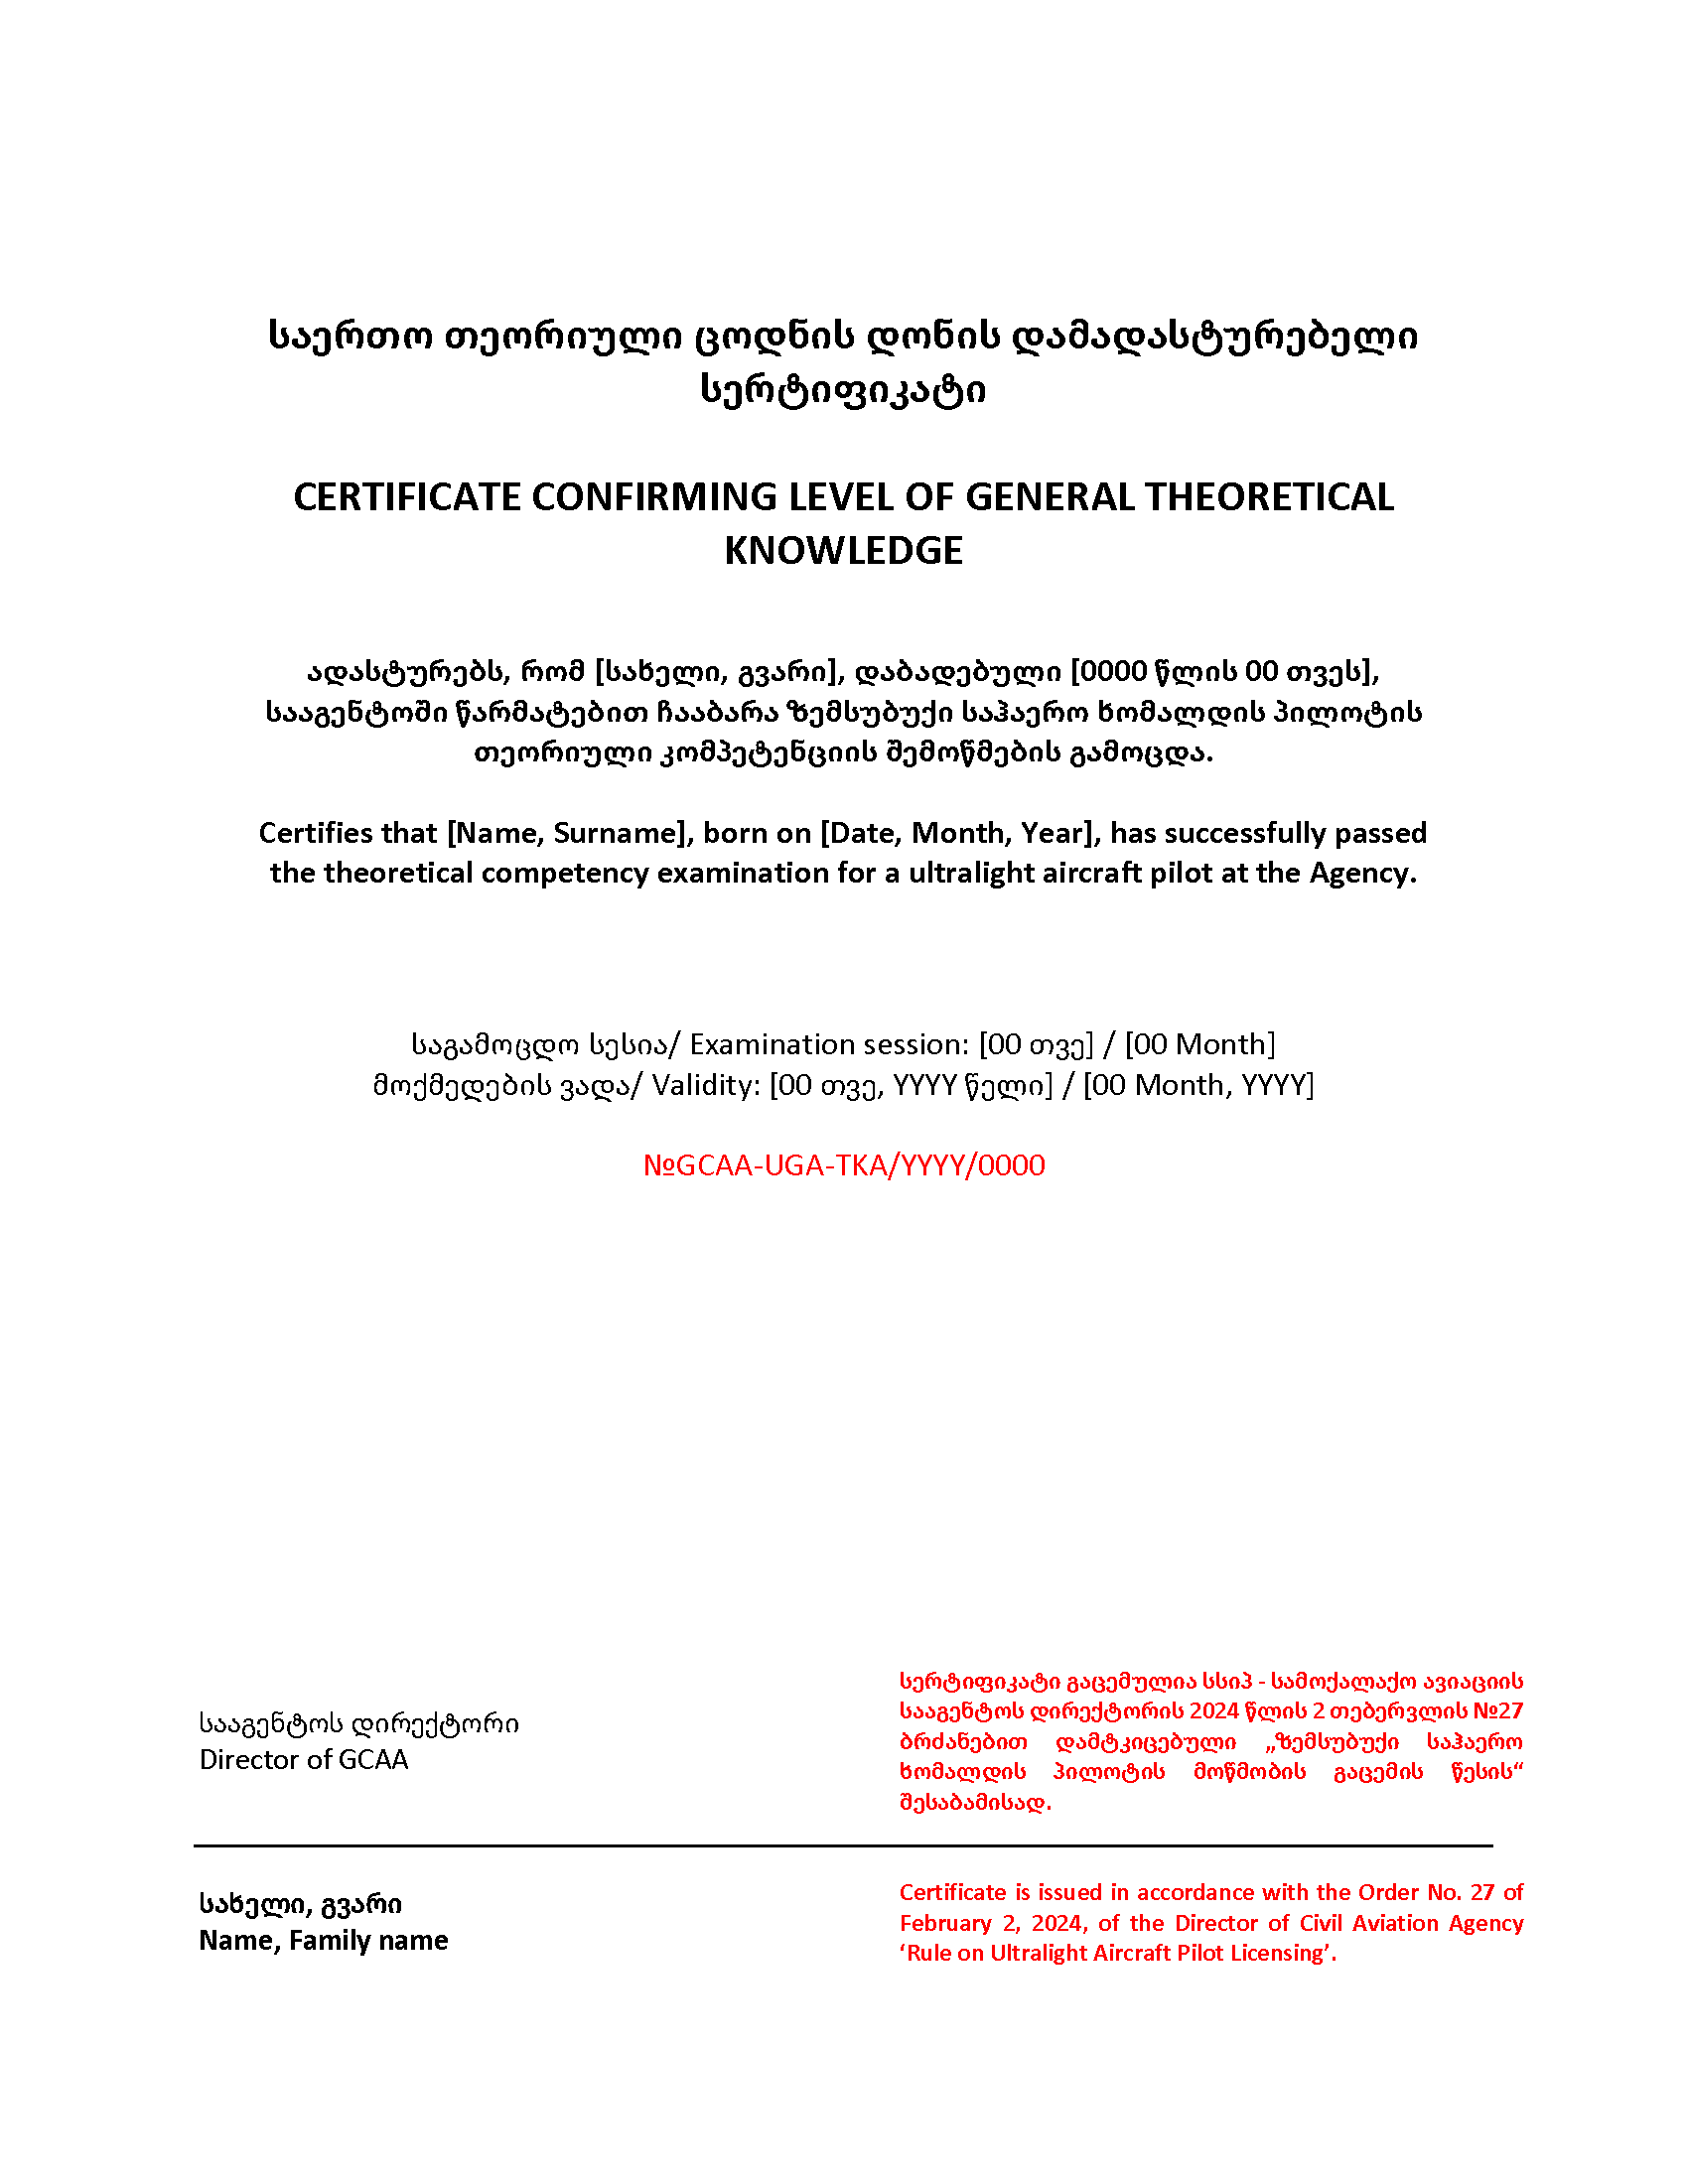 საერთო თეორიული ცოდნის დონის დამადასტურებელი
სერტიფიკატი
CERTIFICATE CONFIRMING LEVEL OF GENERAL THEORETICAL
KNOWLEDGE
ადასტურებს, რომ [სახელი, გვარი], დაბადებული [0000 წლის 00 თვეს],
სააგენტოში წარმატებით ჩააბარა ზემსუბუქი საჰაერო ხომალდის პილოტის
თეორიული კომპეტენციის შემოწმების გამოცდა.
Certifies that [Name, Surname], born on [Date, Month, Year], has successfully passed
the theoretical competency examination for a ultralight aircraft pilot at the Agency.
საგამოცდო სესია/ Examination session: [00 თვე] / [00 Month]
მოქმედების ვადა/ Validity: [00 თვე, YYYY წელი] / [00 Month, YYYY]
№GCAA-UGA-TKA/YYYY/0000
სააგენტოს დირექტორი
Director of GCAA
სერტიფიკატი გაცემულია სსიპ - სამოქალაქო ავიაციის
სააგენტოს დირექტორის 2024 წლის 2 თებერვლის №27
ბრძანებით დამტკიცებული „ზემსუბუქი საჰაერო
ხომალდის პილოტის მოწმობის გაცემის წესის“
შესაბამისად.
სახელი, გვარი
Name, Family name
Certificate is issued in accordance with the Order No. 27 of
February 2, 2024, of the Director of Civil Aviation Agency
‘Rule on Ultralight Aircraft Pilot Licensing’.